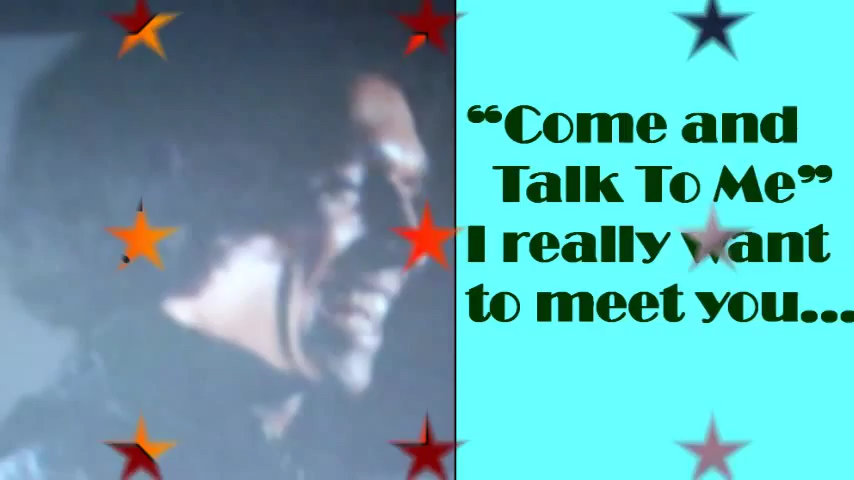 “Come and
Talk To Me”
I really want
to meet you...